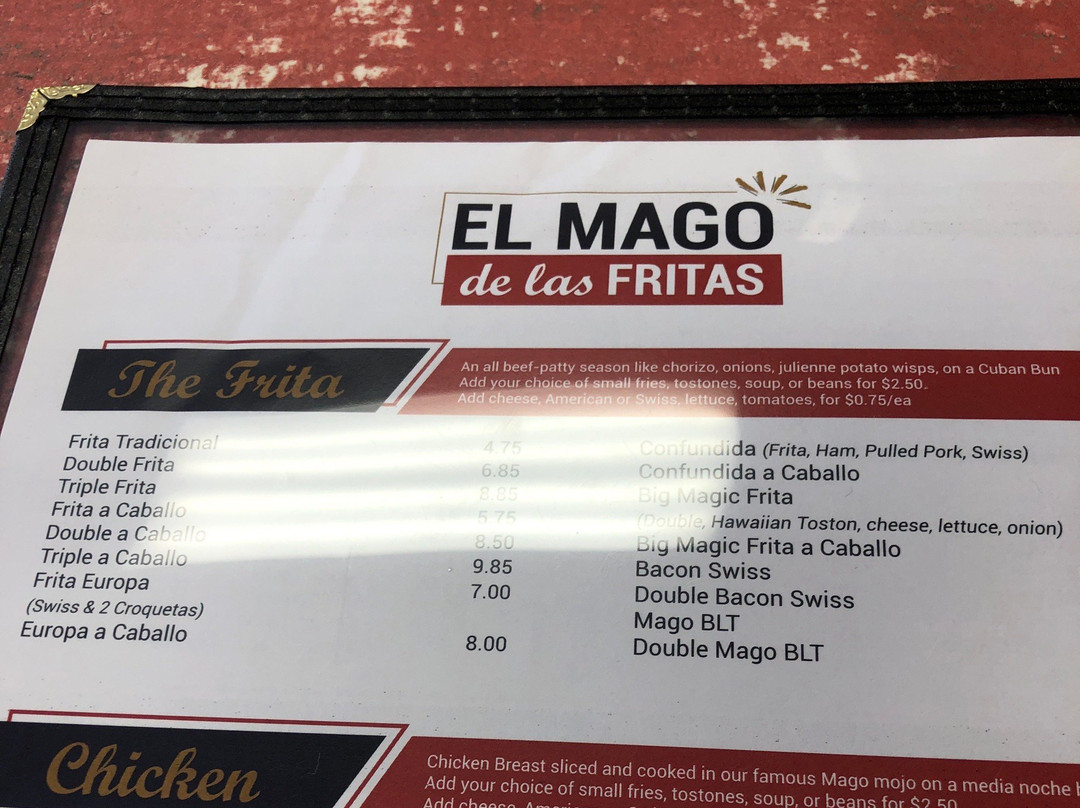 EL MAGO
de las FRITAS
The Frita
An all beef-patty season like chorizo, onions, julienne potato wisps, on a Cuban Bun
Add your choice of small fries, tostones, soup, or beans for $2.50.
Add cheese, American or Swiss, lettuce, tomatoes, for $0.75/ea
Frita Tradicional 4.75
Double Frita 6.85
Triple Frita 8.85
Frita a Caballo 5.75
Double a Caballo 8.50
Triple a Caballo 9.85
Frita Europa 7.00
(Swiss & 2 Croquetas)
Europa a Caballo 8.00
Confundida (Frita, Ham, Pulled Pork, Swiss)
Confundida a Caballo
Big Magic Frita
(Double, Hawaiian Toston, cheese, lettuce, onion)
Big Magic Frita a Caballo
Bacon Swiss
Double Bacon Swiss
Mago BLT
Double Mago BLT
Chicken
Chicken Breast sliced and cooked in our famous Mago mojo on a media noche
Add your choice of small fries, tostones, soup, or beans for $2.50
Add cheese,